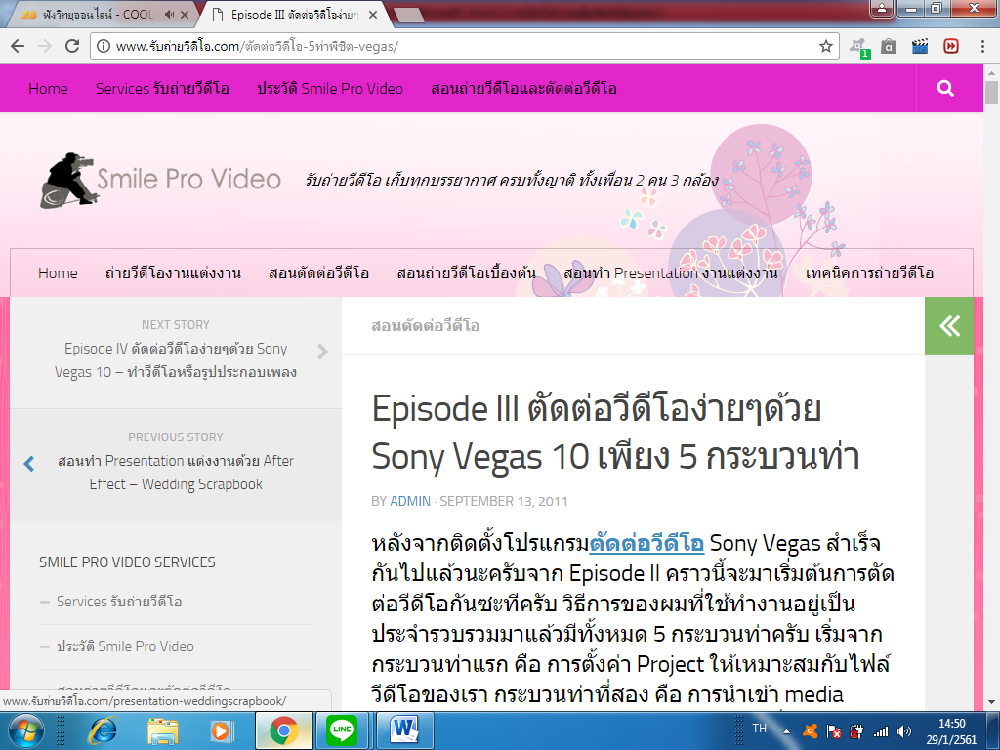 ฟังวิทยุออนไลน์ - COOL
Episode III ตัดต่อวีดีโอง่ายๆ
www.รับถ่ายวิดีโอ.com/ตัดต่อวีดีโอ-5ท่าพิชิต-vegas/
1
a
Home Services รับถ่ายวีดีโอ ประวัติ Smile Pro Video สอนถ่ายวีดีโอและตัดต่อวีดีโอ
Smile Pro Video
รับถ่ายวีดีโอ เก็บทุกบรรยากาศ ครบทั้งญาติ ทั้งเพื่อน 2 คน 3 กล้อง
Home ถ่ายวีดีโองานแต่งงาน สอนตัดต่อวีดีโอ สอนถ่ายวีดีโอเบื้องต้น สอนทำ Presentation งานแต่งงาน เทคนิคการถ่ายวีดีโอ
NEXT STORY
Episode IV ตัดต่อวีดีโอง่ายๆด้วย Sony
Vegas 10 – ทำวีดีโอหรือรูปประกอบเพลง
PREVIOUS STORY
สอนทำ Presentation แต่งงานด้วย After
Effect – Wedding Scrapbook
SMILE PRO VIDEO SERVICES
Services รับถ่ายวีดีโอ
ประวัติ Smile Pro Video
สอนถ่ายวีดีโอและตัดต่อวีดีโอ
สอนตัดต่อวีดีโอ
Episode III ตัดต่อวีดีโอง่ายๆด้วย
Sony Vegas 10 เพียง 5 กระบวนท่า
BY ADMIN · SEPTEMBER 13, 2011
หลังจากติดตั้งโปรแกรมตัดต่อวีดีโอ Sony Vegas สำเร็จ
กันไปแล้วนะครับจาก Episode II คราวนี้จะมาเริ่มต้นการตัด
ต่อวีดีโอกันซะทีครับ วิธีการของผมที่ใช้ทำงานอยู่เป็น
ประจำรวบรวมมาแล้วมีทั้งหมด 5 กระบวนท่าครับ เริ่มจาก
กระบวนท่าแรก คือ การตั้งค่า Project ให้เหมาะสมกับไฟล์
วีดีโอของเรา กระบวนท่าที่สอง คือ การนำเข้า media
www.รับถ่ายวิดีโอ.com/presentation-weddingscrapbook/
LINE
W
TH
14:50
29/1/2561